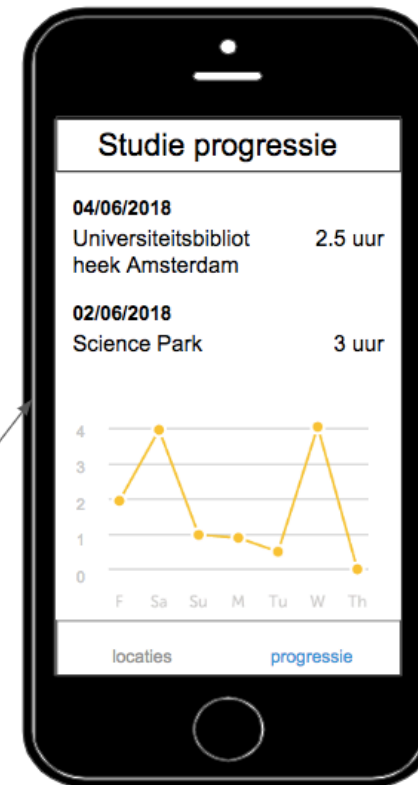 Studie progressie
04/06/2018
Universiteitsbibliot 2.5 uur
heek Amsterdam
02/06/2018
Science Park 3 uur
4
3
2
1
0
F Sa Su M Tu W Th
locaties progressie